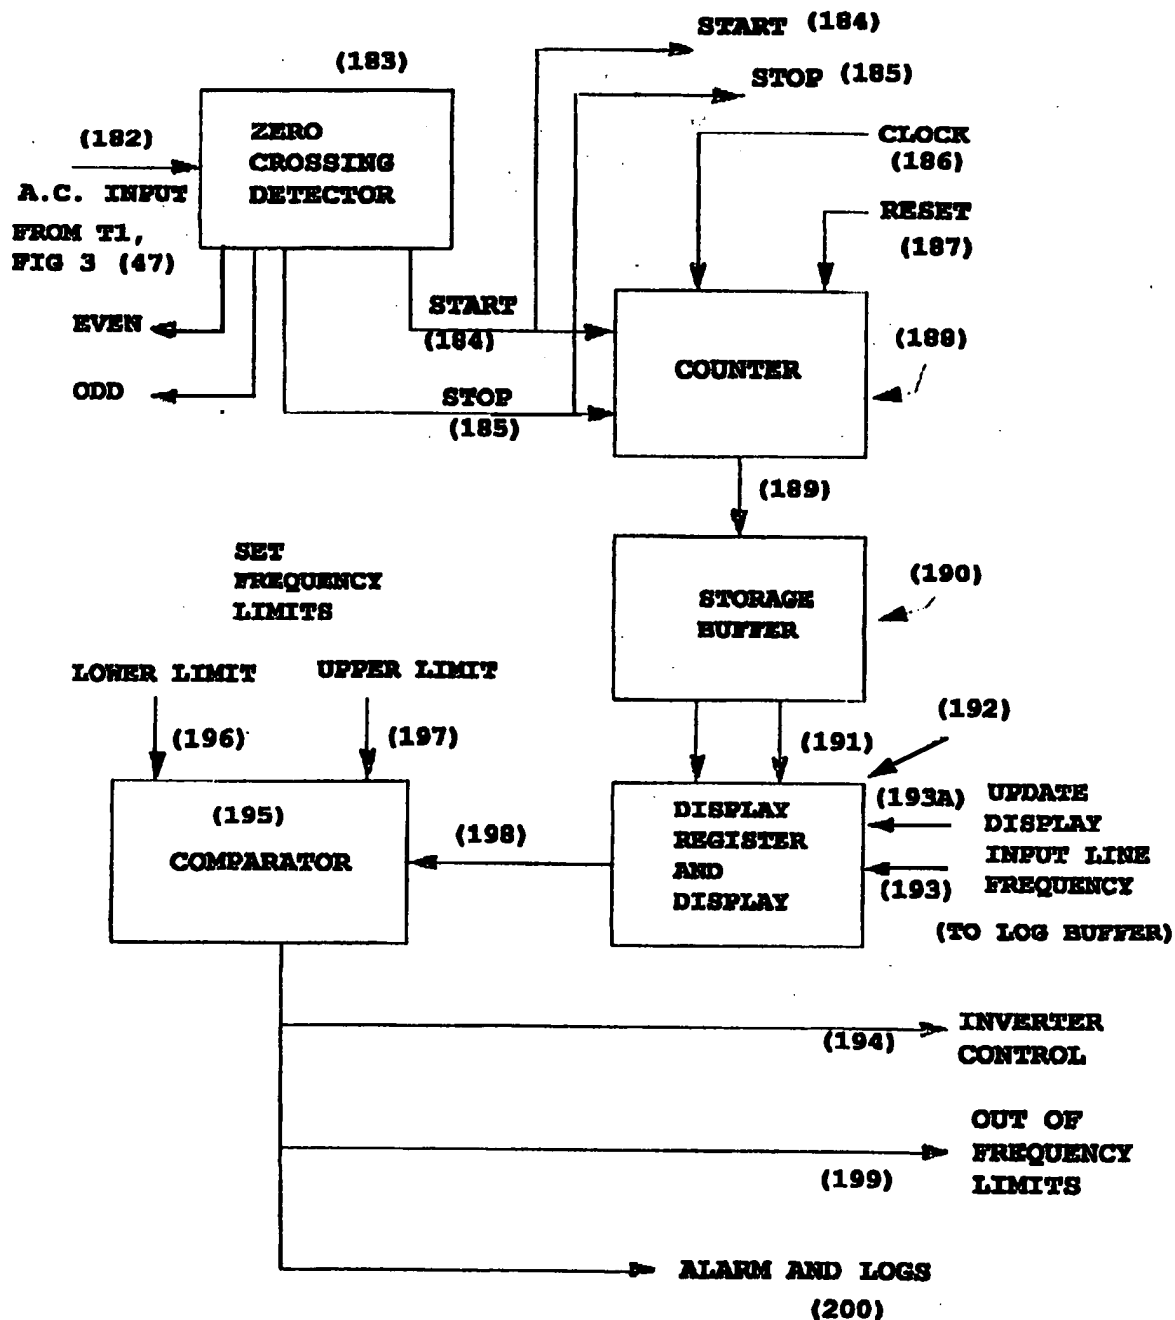 START (184)
STOP (185)
(183)
ZERO
CROSSING
DETECTOR
(182)
A.C. INPUT
FROM T1,
FIG 3 (47)
CLOCK
(186)
RESET
(187)
EVEN
ODD
START
(184)
STOP
(185)
COUNTER
(188)
(189)
SET
FREQUENCY
LIMITS
STORAGE
BUFFER
(190)
LOWER LIMIT
UPPER LIMIT
(196)
(197)
(191)
(192)
(195)
COMPARATOR
(198)
DISPLAY
REGISTER
AND
DISPLAY
(193A)
(193)
UPDATE
DISPLAY
INPUT LINE
FREQUENCY
(TO LOG BUFFER)
(194)
INVERTER
CONTROL
(199)
OUT OF
FREQUENCY
LIMITS
ALARM AND LOGS
(200)